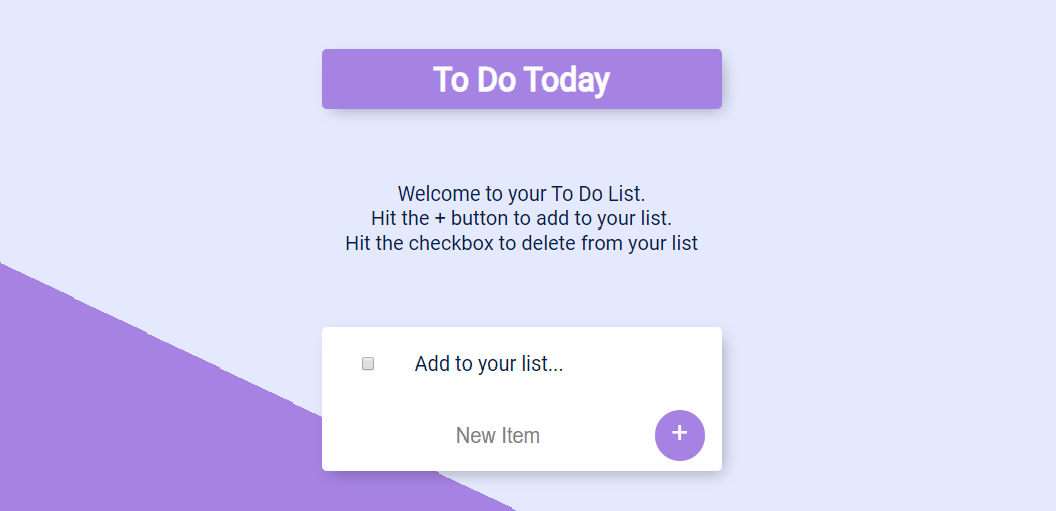 To Do Today
Welcome to your To Do List.
Hit the + button to add to your list.
Hit the checkbox to delete from your list
Add to your list...
New Item
+